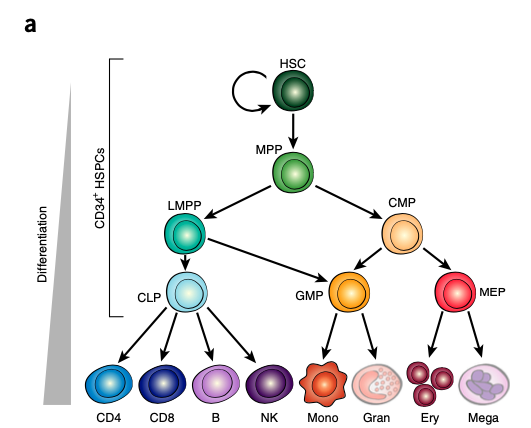 a
HSC
MPP
LMPP
CMP
CD34+ HSPCs
Differentiation
CLP
GMP
MEP
CD4
CD8
B
NK
Mono
Gran
Ery
Mega